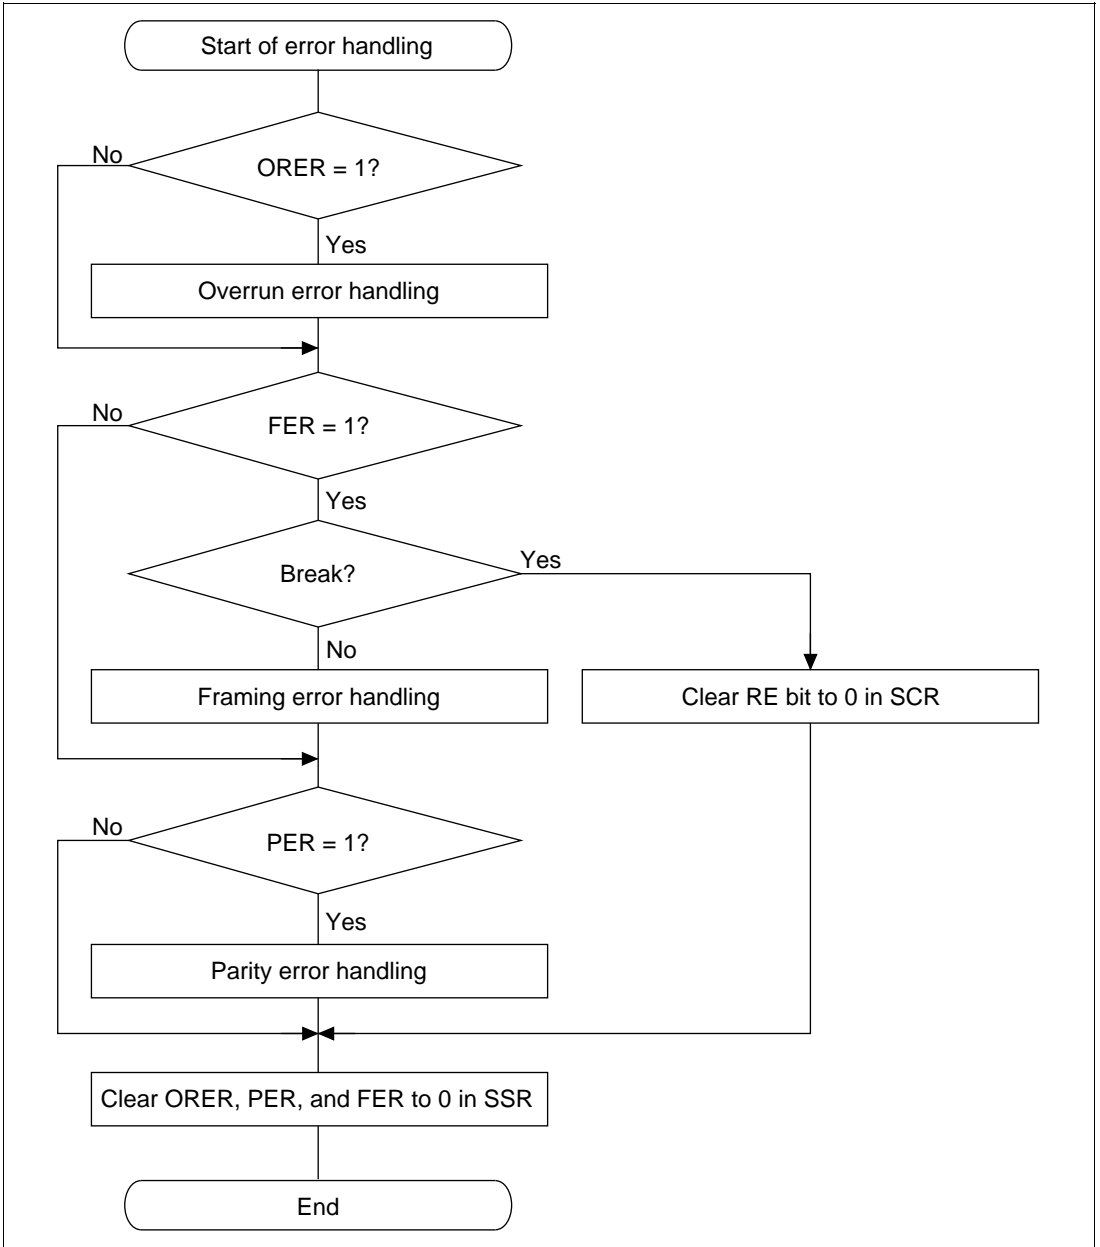 Start of error handling
No
ORER = 1?
Yes
Overrun error handling
No
FER = 1?
Yes
Break?
Yes
No
Framing error handling
Clear RE bit to 0 in SCR
No
PER = 1?
Yes
Parity error handling
Clear ORER, PER, and FER to 0 in SSR
End